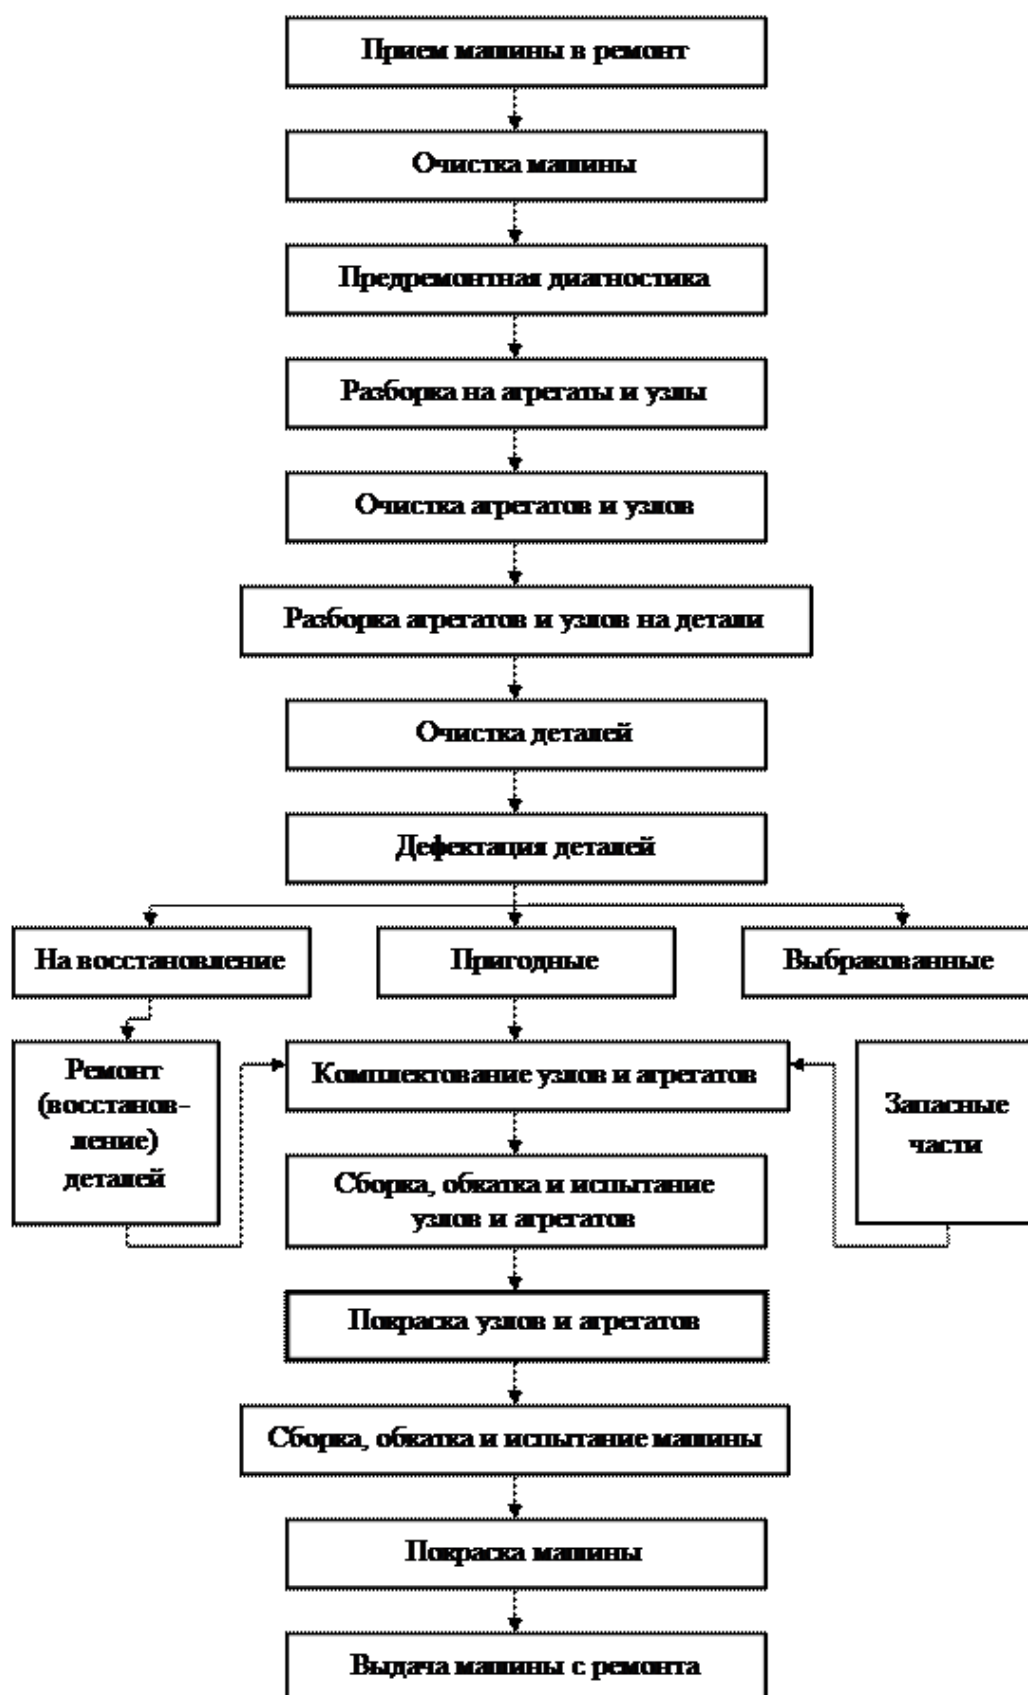 Прием машины в ремонт
Очистка машины
Предремонтная диагностика
Разборка на агрегаты и узлы
Очистка агрегатов и узлов
Разборка агрегатов и узлов на детали
Очистка деталей
Дефектация деталей
На восстановление
Пригодные
Выбракованные
Ремонт
(восстанов-
ление)
деталей
Комплектование узлов и агрегатов
Запасные
части
Сборка, обкатка и испытание
узлов и агрегатов
Покраска узлов и агрегатов
Сборка, обкатка и испытание машины
Покраска машины
Выдача машины с ремонта